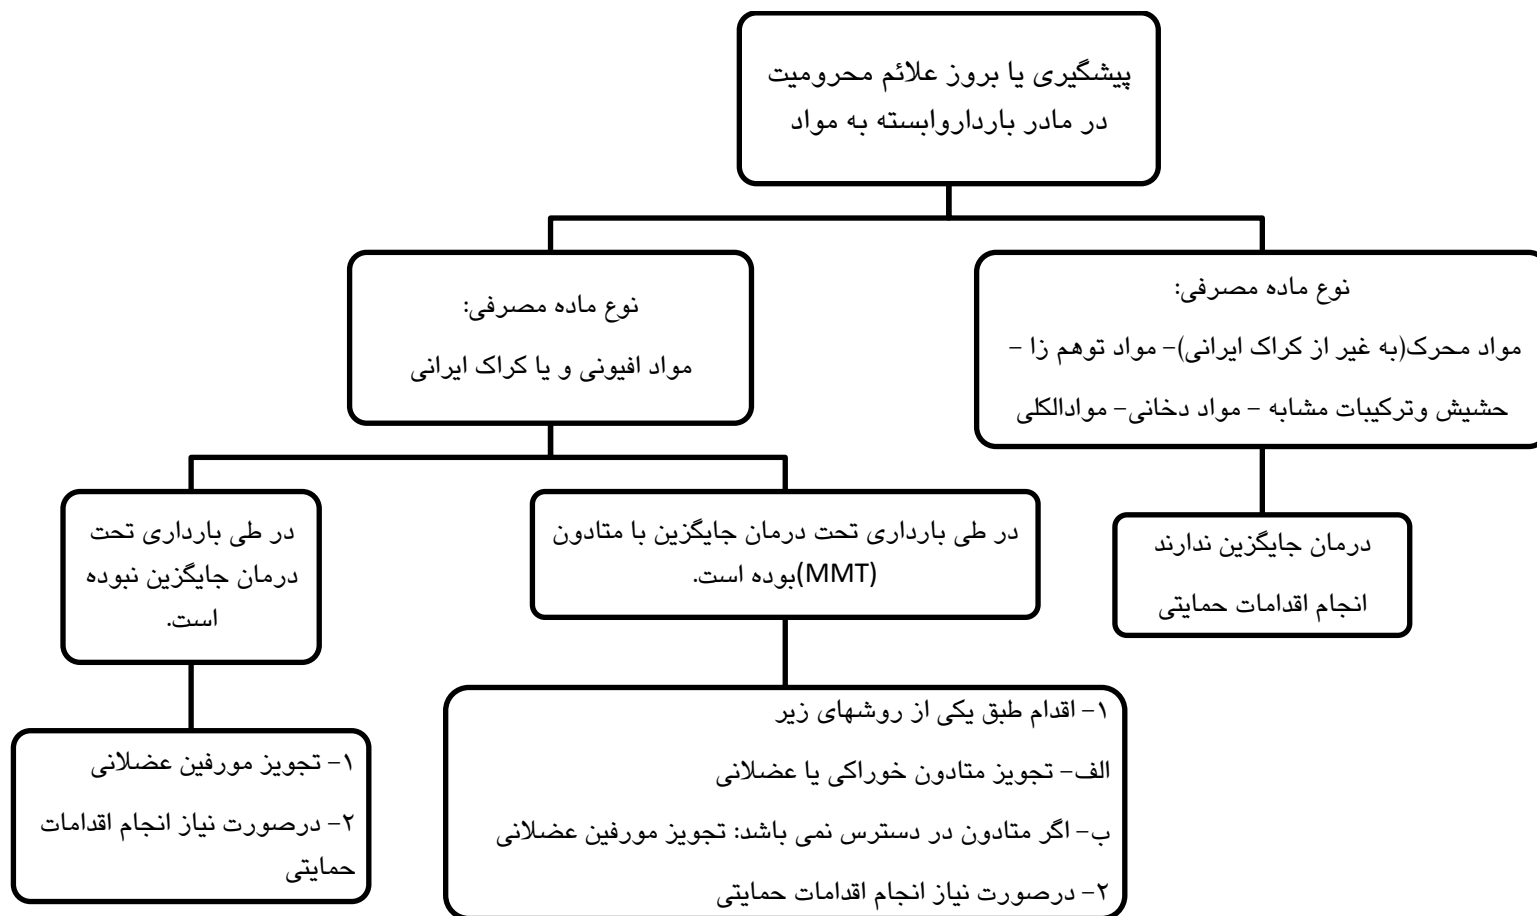 پیشگیری یا بروز علائم محرومیت
در مادر بارداروابسته به مواد
نوع ماده مصرفی:
مواد محرک(به غیر از کراک ایرانی)– مواد توهم زا –
حشیش وترکیبات مشابه – مواد دخانی– موادالکلی
درمان جایگزین ندارند
انجام اقدامات حمایتی
نوع ماده مصرفی:
مواد افیونی و یا کراک ایرانی
در طی بارداری تحت درمان جایگزین با متادون
(MMT)بوده است.
۱– اقدام طبق یکی از روشهای زیر
الف– تجویز متادون خوراکی یا عضلانی
ب– اگر متادون در دسترس نمی باشد: تجویز مورفین عضلانی
۲– درصورت نیاز انجام اقدامات حمایتی
در طی بارداری تحت
درمان جایگزین نبوده
است.
۱– تجویز مورفین عضلانی
۲– درصورت نیاز انجام اقدامات
حمایتی